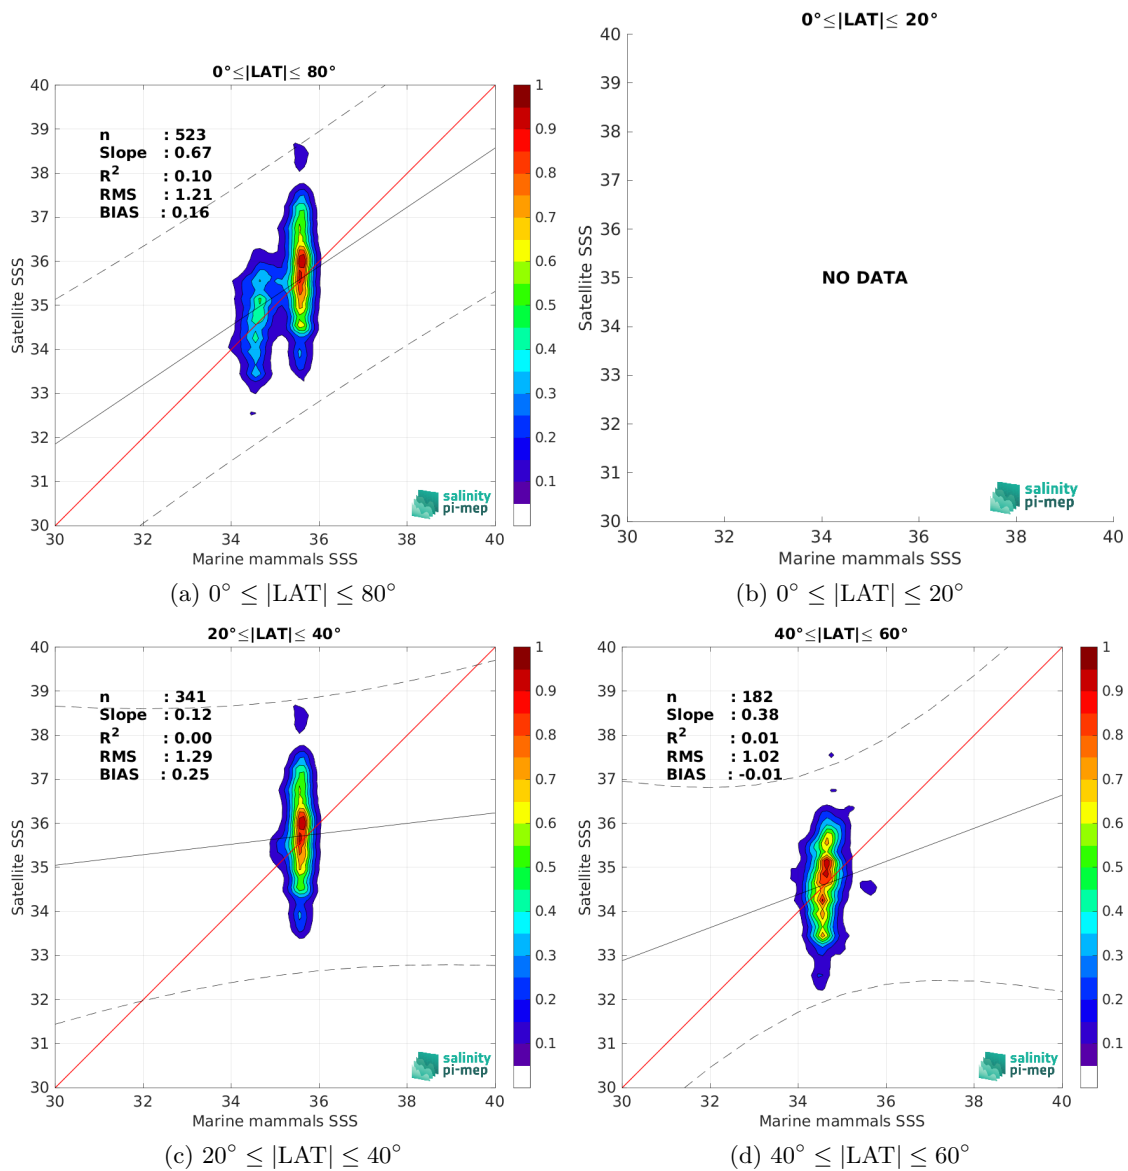 0°≤|LAT|≤ 80°
n : 523
Slope : 0.67
R² : 0.10
RMS : 1.21
BIAS : 0.16
40
39
38
37
36
35
34
33
32
31
30
Satellite SSS
30 32 34 36 38 40
Marine mammals SSS
1
0.9
0.8
0.7
0.6
0.5
0.4
0.3
0.2
0.1
salinity
pi-mep
(a) 0° ≤ |LAT| ≤ 80°
0°≤|LAT|≤ 20°
40
39
38
37
36
35
34
33
32
31
30
Satellite SSS
NO DATA
salinity
pi-mep
30 32 34 36 38 40
Marine mammals SSS
(b) 0° ≤ |LAT| ≤ 20°
20°≤|LAT|≤ 40°
n : 341
Slope : 0.12
R² : 0.00
RMS : 1.29
BIAS : 0.25
40
39
38
37
36
35
34
33
32
31
30
Satellite SSS
30 32 34 36 38 40
Marine mammals SSS
1
0.9
0.8
0.7
0.6
0.5
0.4
0.3
0.2
0.1
salinity
pi-mep
(c) 20° ≤ |LAT| ≤ 40°
40°≤|LAT|≤ 60°
n : 182
Slope : 0.38
R² : 0.01
RMS : 1.02
BIAS : -0.01
40
39
38
37
36
35
34
33
32
31
30
Satellite SSS
30 32 34 36 38 40
Marine mammals SSS
1
0.9
0.8
0.7
0.6
0.5
0.4
0.3
0.2
0.1
salinity
pi-mep
(d) 40° ≤ |LAT| ≤ 60°